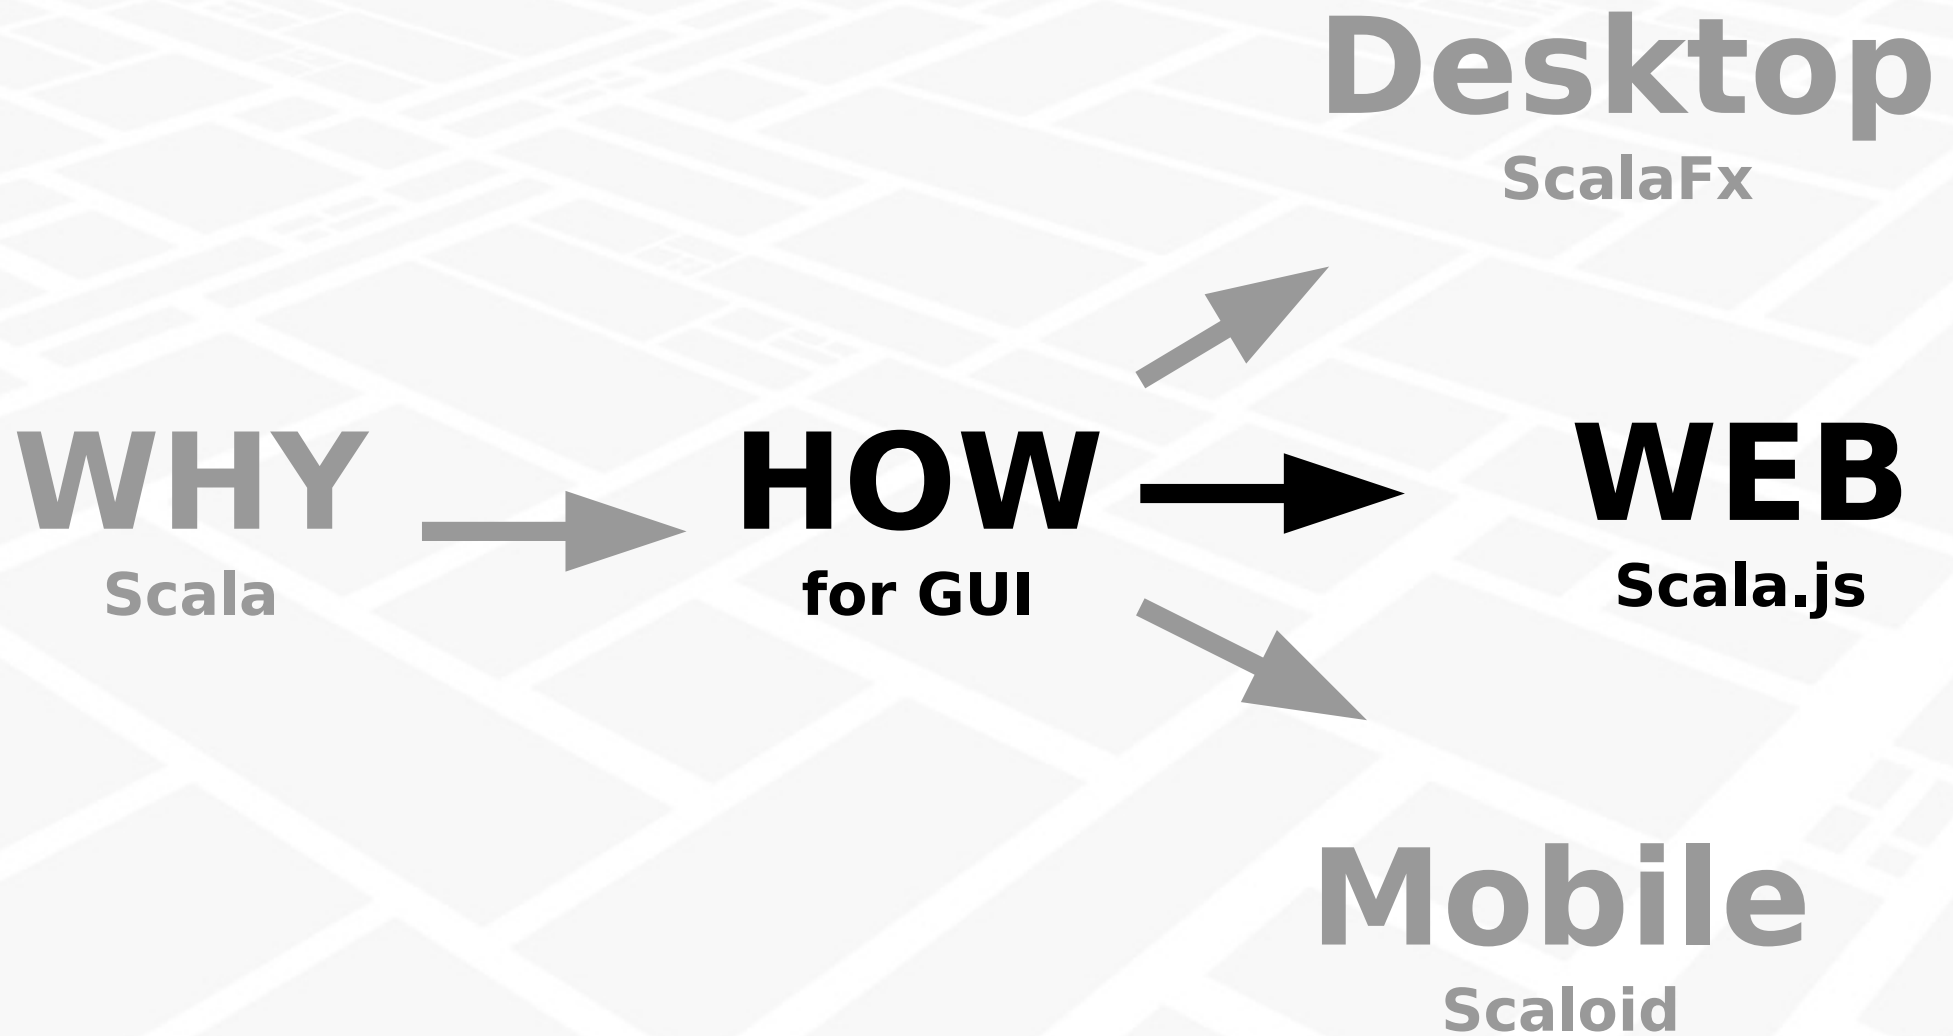 Desktop
ScalaFx
WHY
Scala
HOW
for GUI
WEB
Scala.js
Mobile
Scaloid